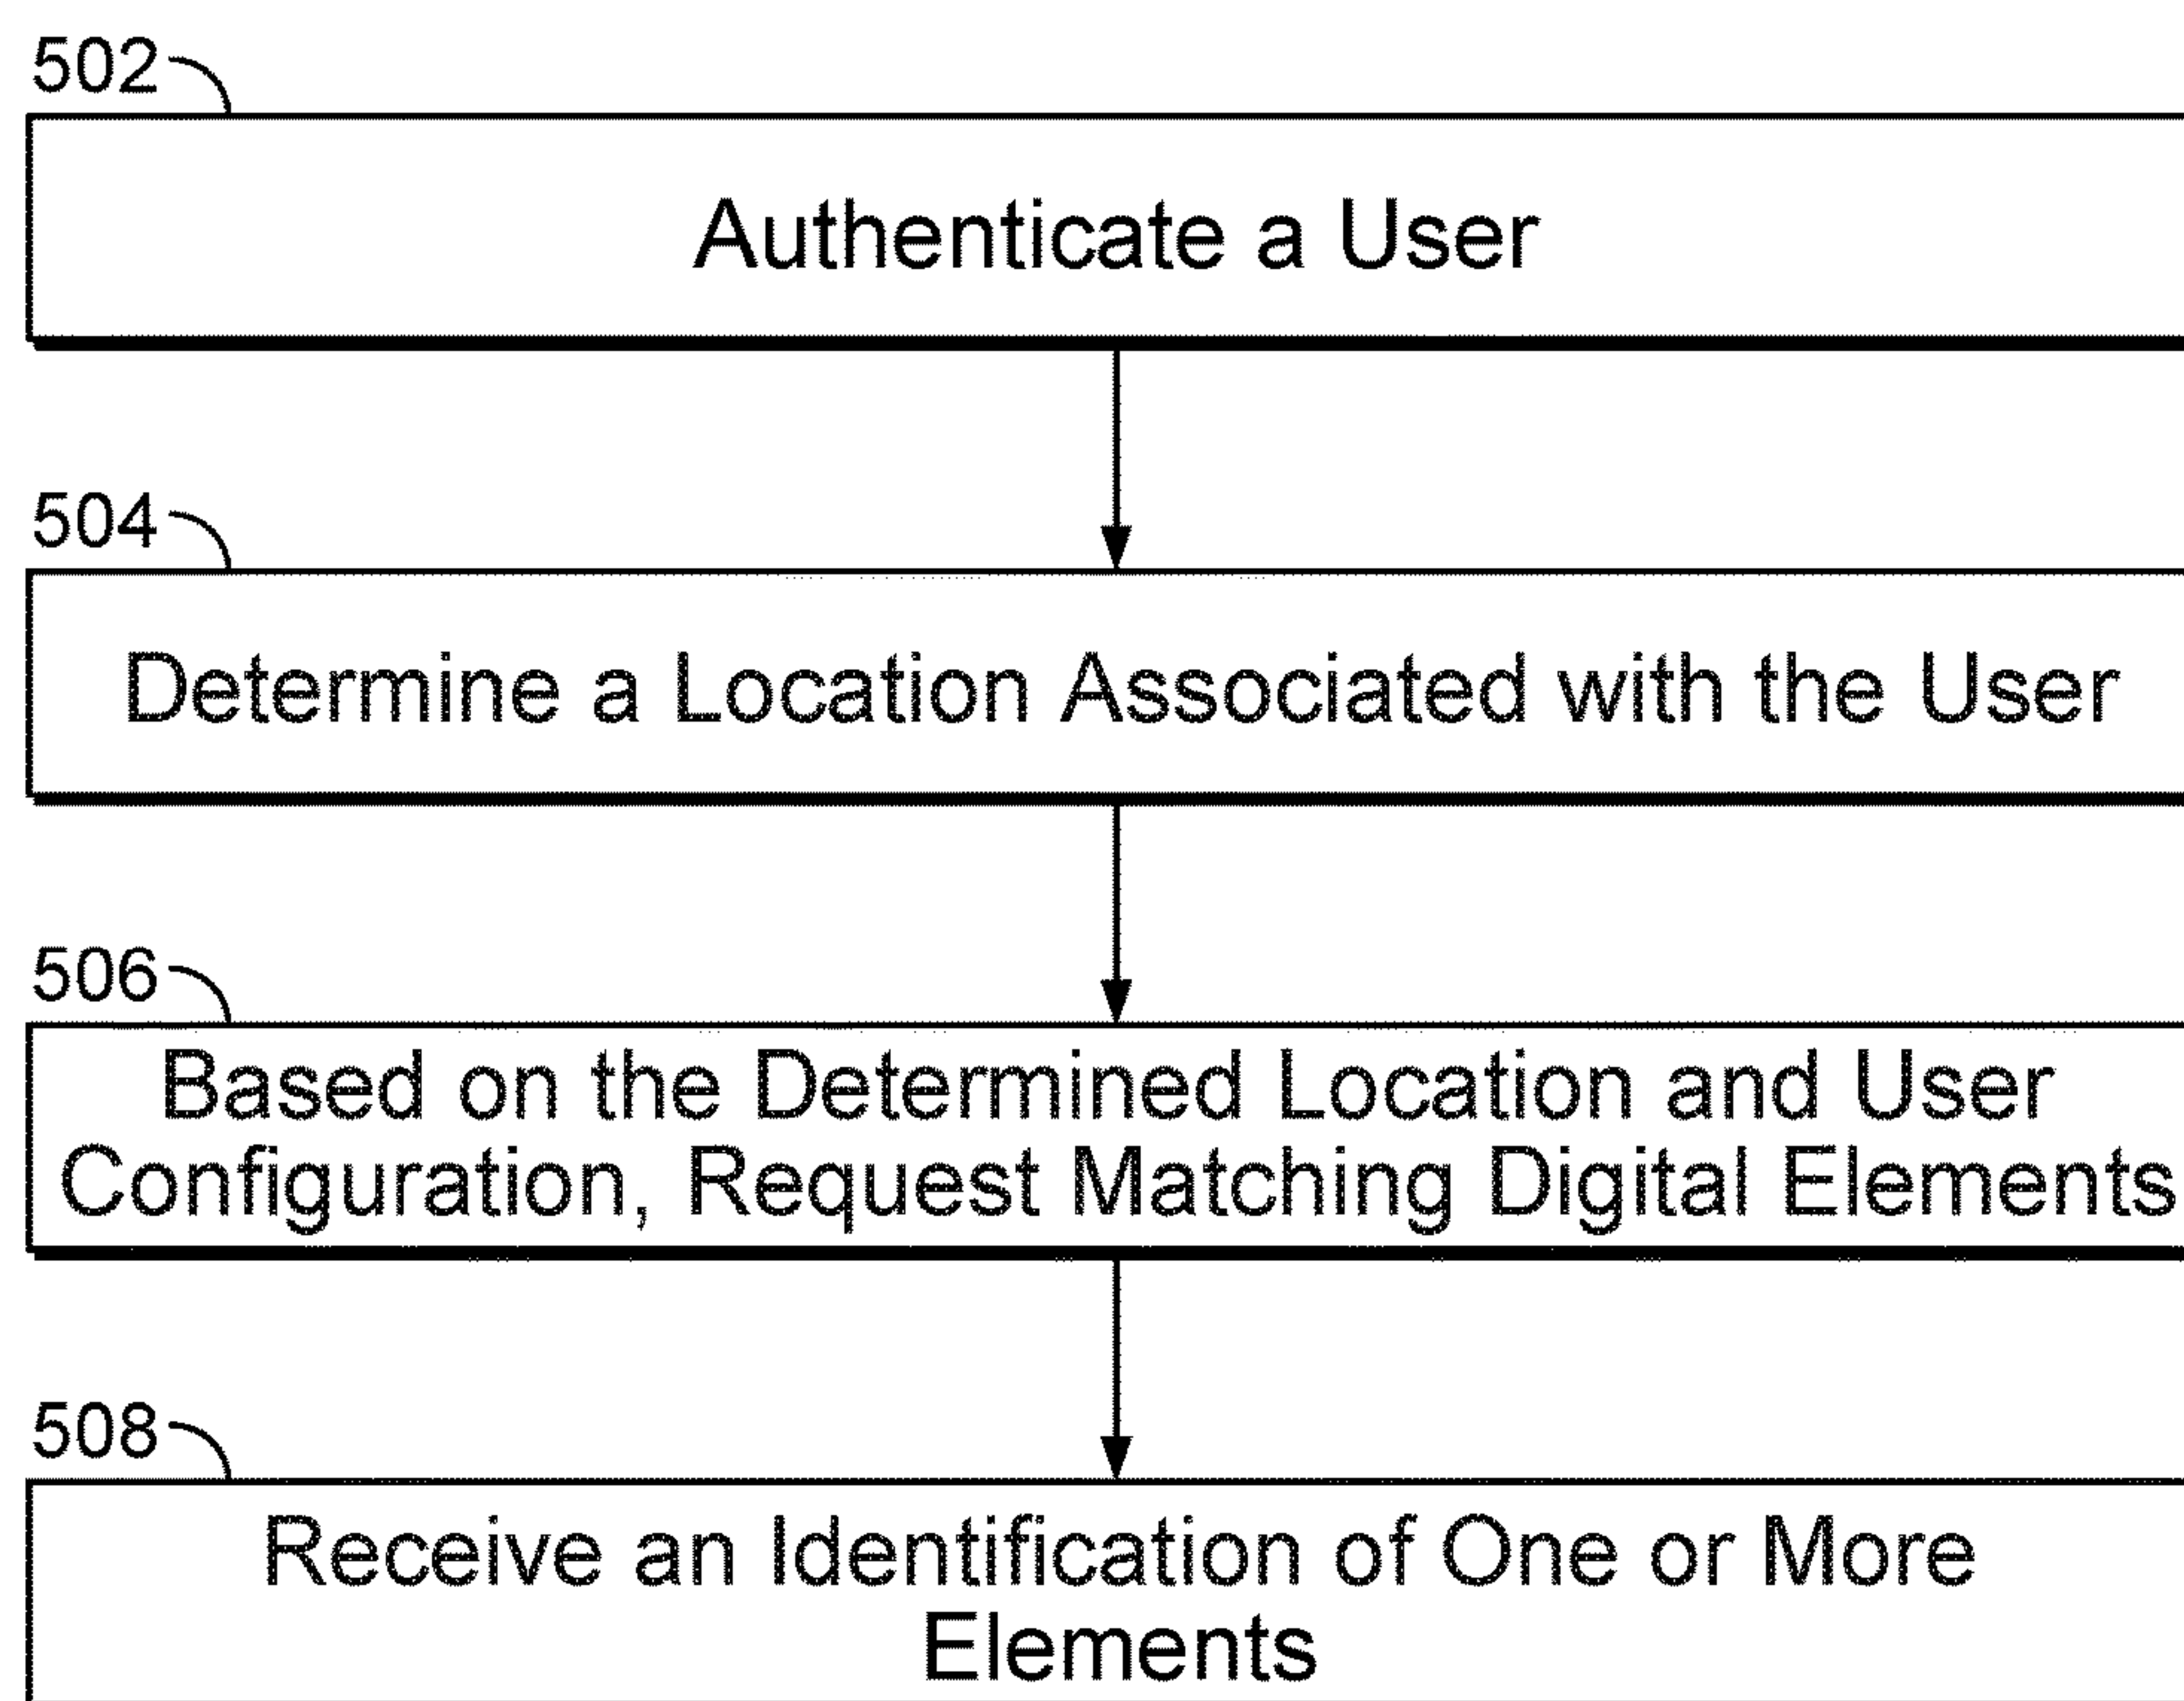 502
Authenticate a User
504
Determine a Location Associated with the User
506
Based on the Determined Location and User
Configuration, Request Matching Digital Elements
508
Receive an Identification of One or More
Elements